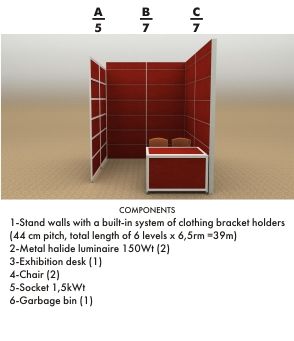 A B C
5 7 7
COMPONENTS
1-Stand walls with a built-in system of clothing bracket holders
(44 cm pitch, total length of 6 levels x 6,5rm =39m)
2-Metal halide luminaire 150Wt (2)
3-Exhibition desk (1)
4-Chair (2)
5-Socket 1,5kWt
6-Garbage bin (1)